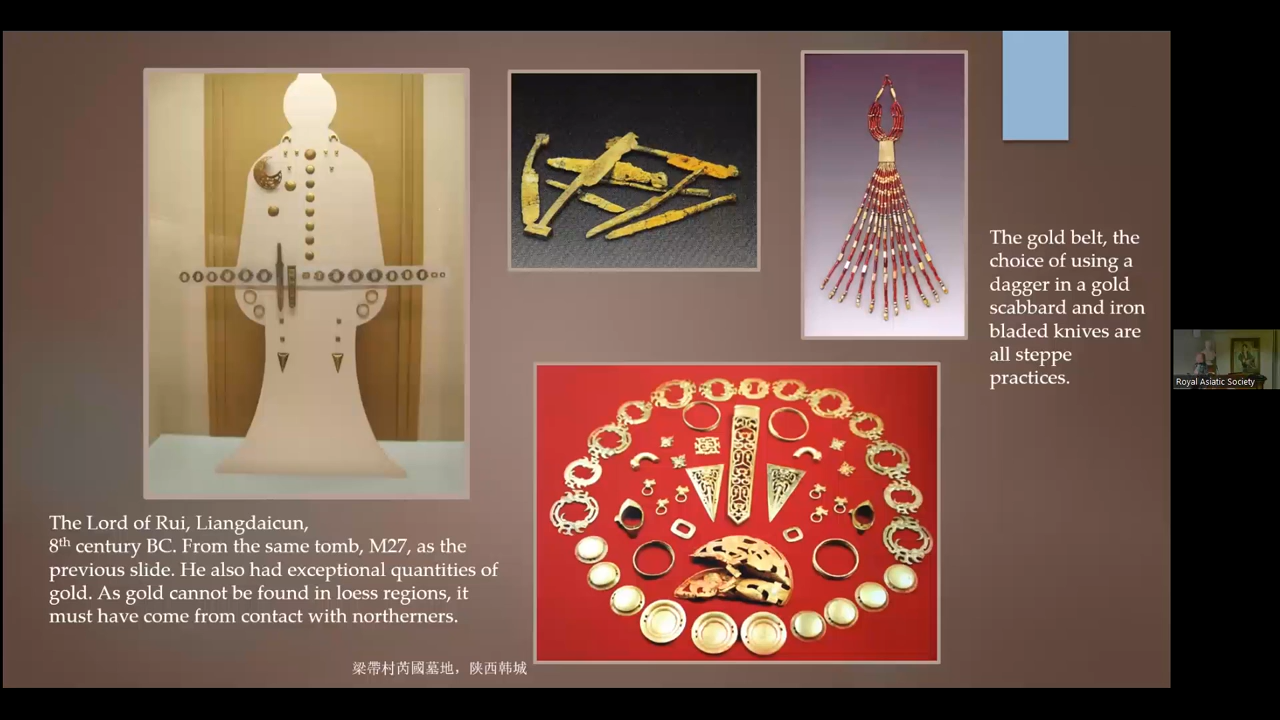 The gold belt, the
choice of using a
dagger in a gold
scabbard and iron
bladed knives are
all steppe
practices.
Royal Asiatic Society
The Lord of Rui, Liangdaicun,
8th century BC. From the same tomb, M27, as the
previous slide. He also had exceptional quantities of
gold. As gold cannot be found in loess regions, it
must have come from contact with northerners.
梁帶村芮國墓地，陕西韩城